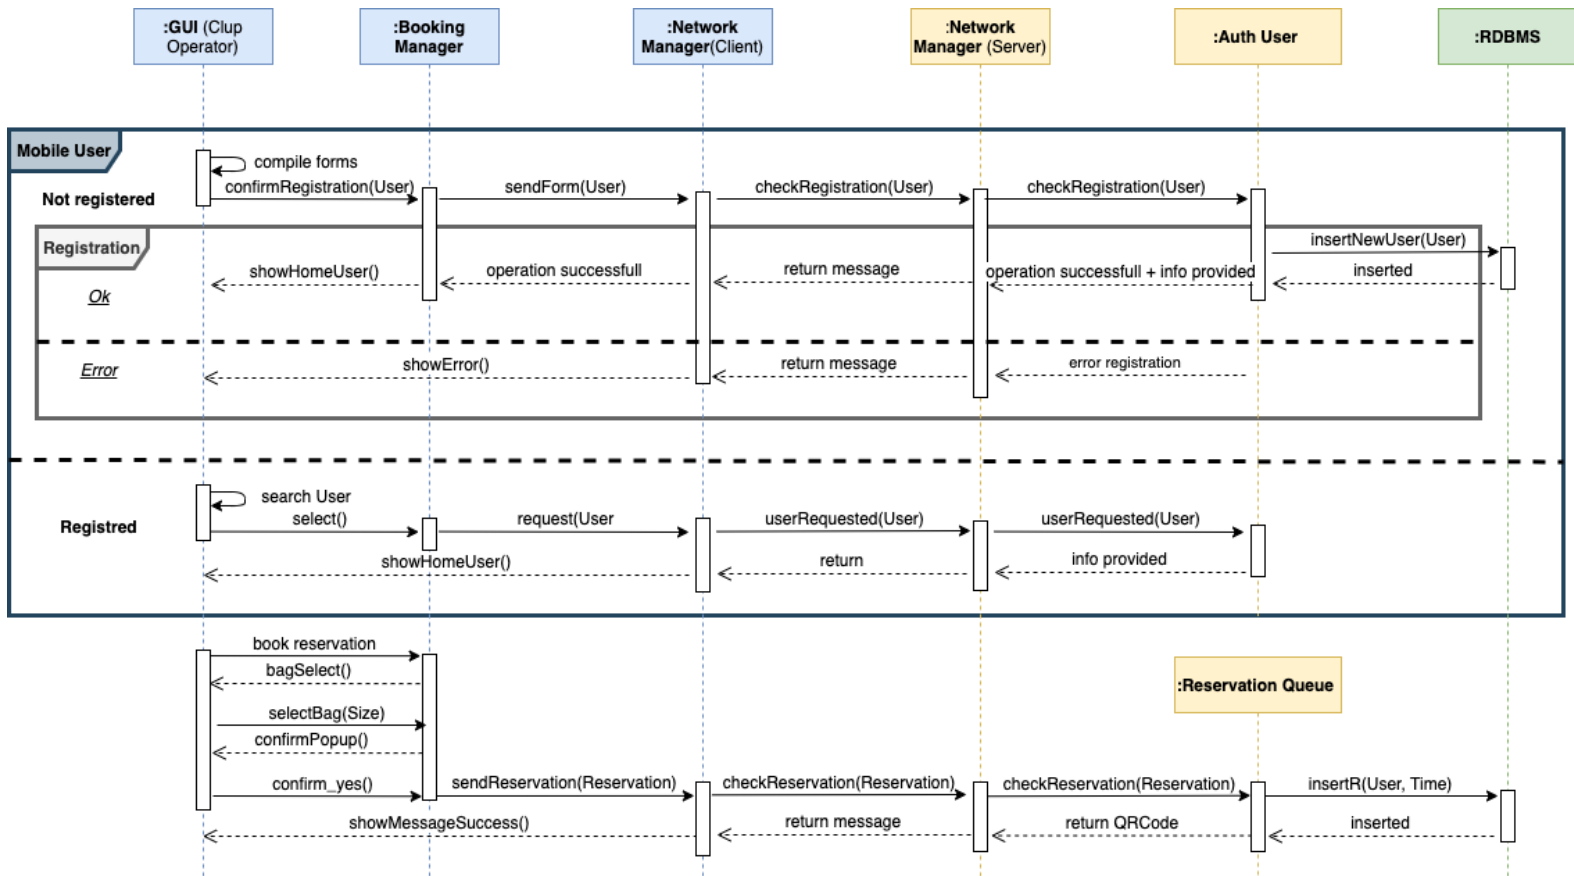 :GUI (Clup
Operator)
:Booking
Manager
:Network
Manager(Client)
:Network
Manager (Server)
:Auth User
:RDBMS
Mobile User
compile forms
Not registered
confirmRegistration(User)
sendForm(User)
checkRegistration(User)
checkRegistration(User)
Registration
insertNewUser(User)
showHomeUser()
operation successfull
return message
operation successfull + info provided
inserted
Ok
Error
showError()
return message
error registration
search User
Registred
select()
request(User
userRequested(User)
userRequested(User)
showHomeUser()
return
info provided
book reservation
bagSelect()
:Reservation Queue
selectBag(Size)
confirmPopup()
confirm_yes()
sendReservation(Reservation)
checkReservation(Reservation)
checkReservation(Reservation)
insertR(User, Time)
showMessageSuccess()
return message
return QRCode
inserted